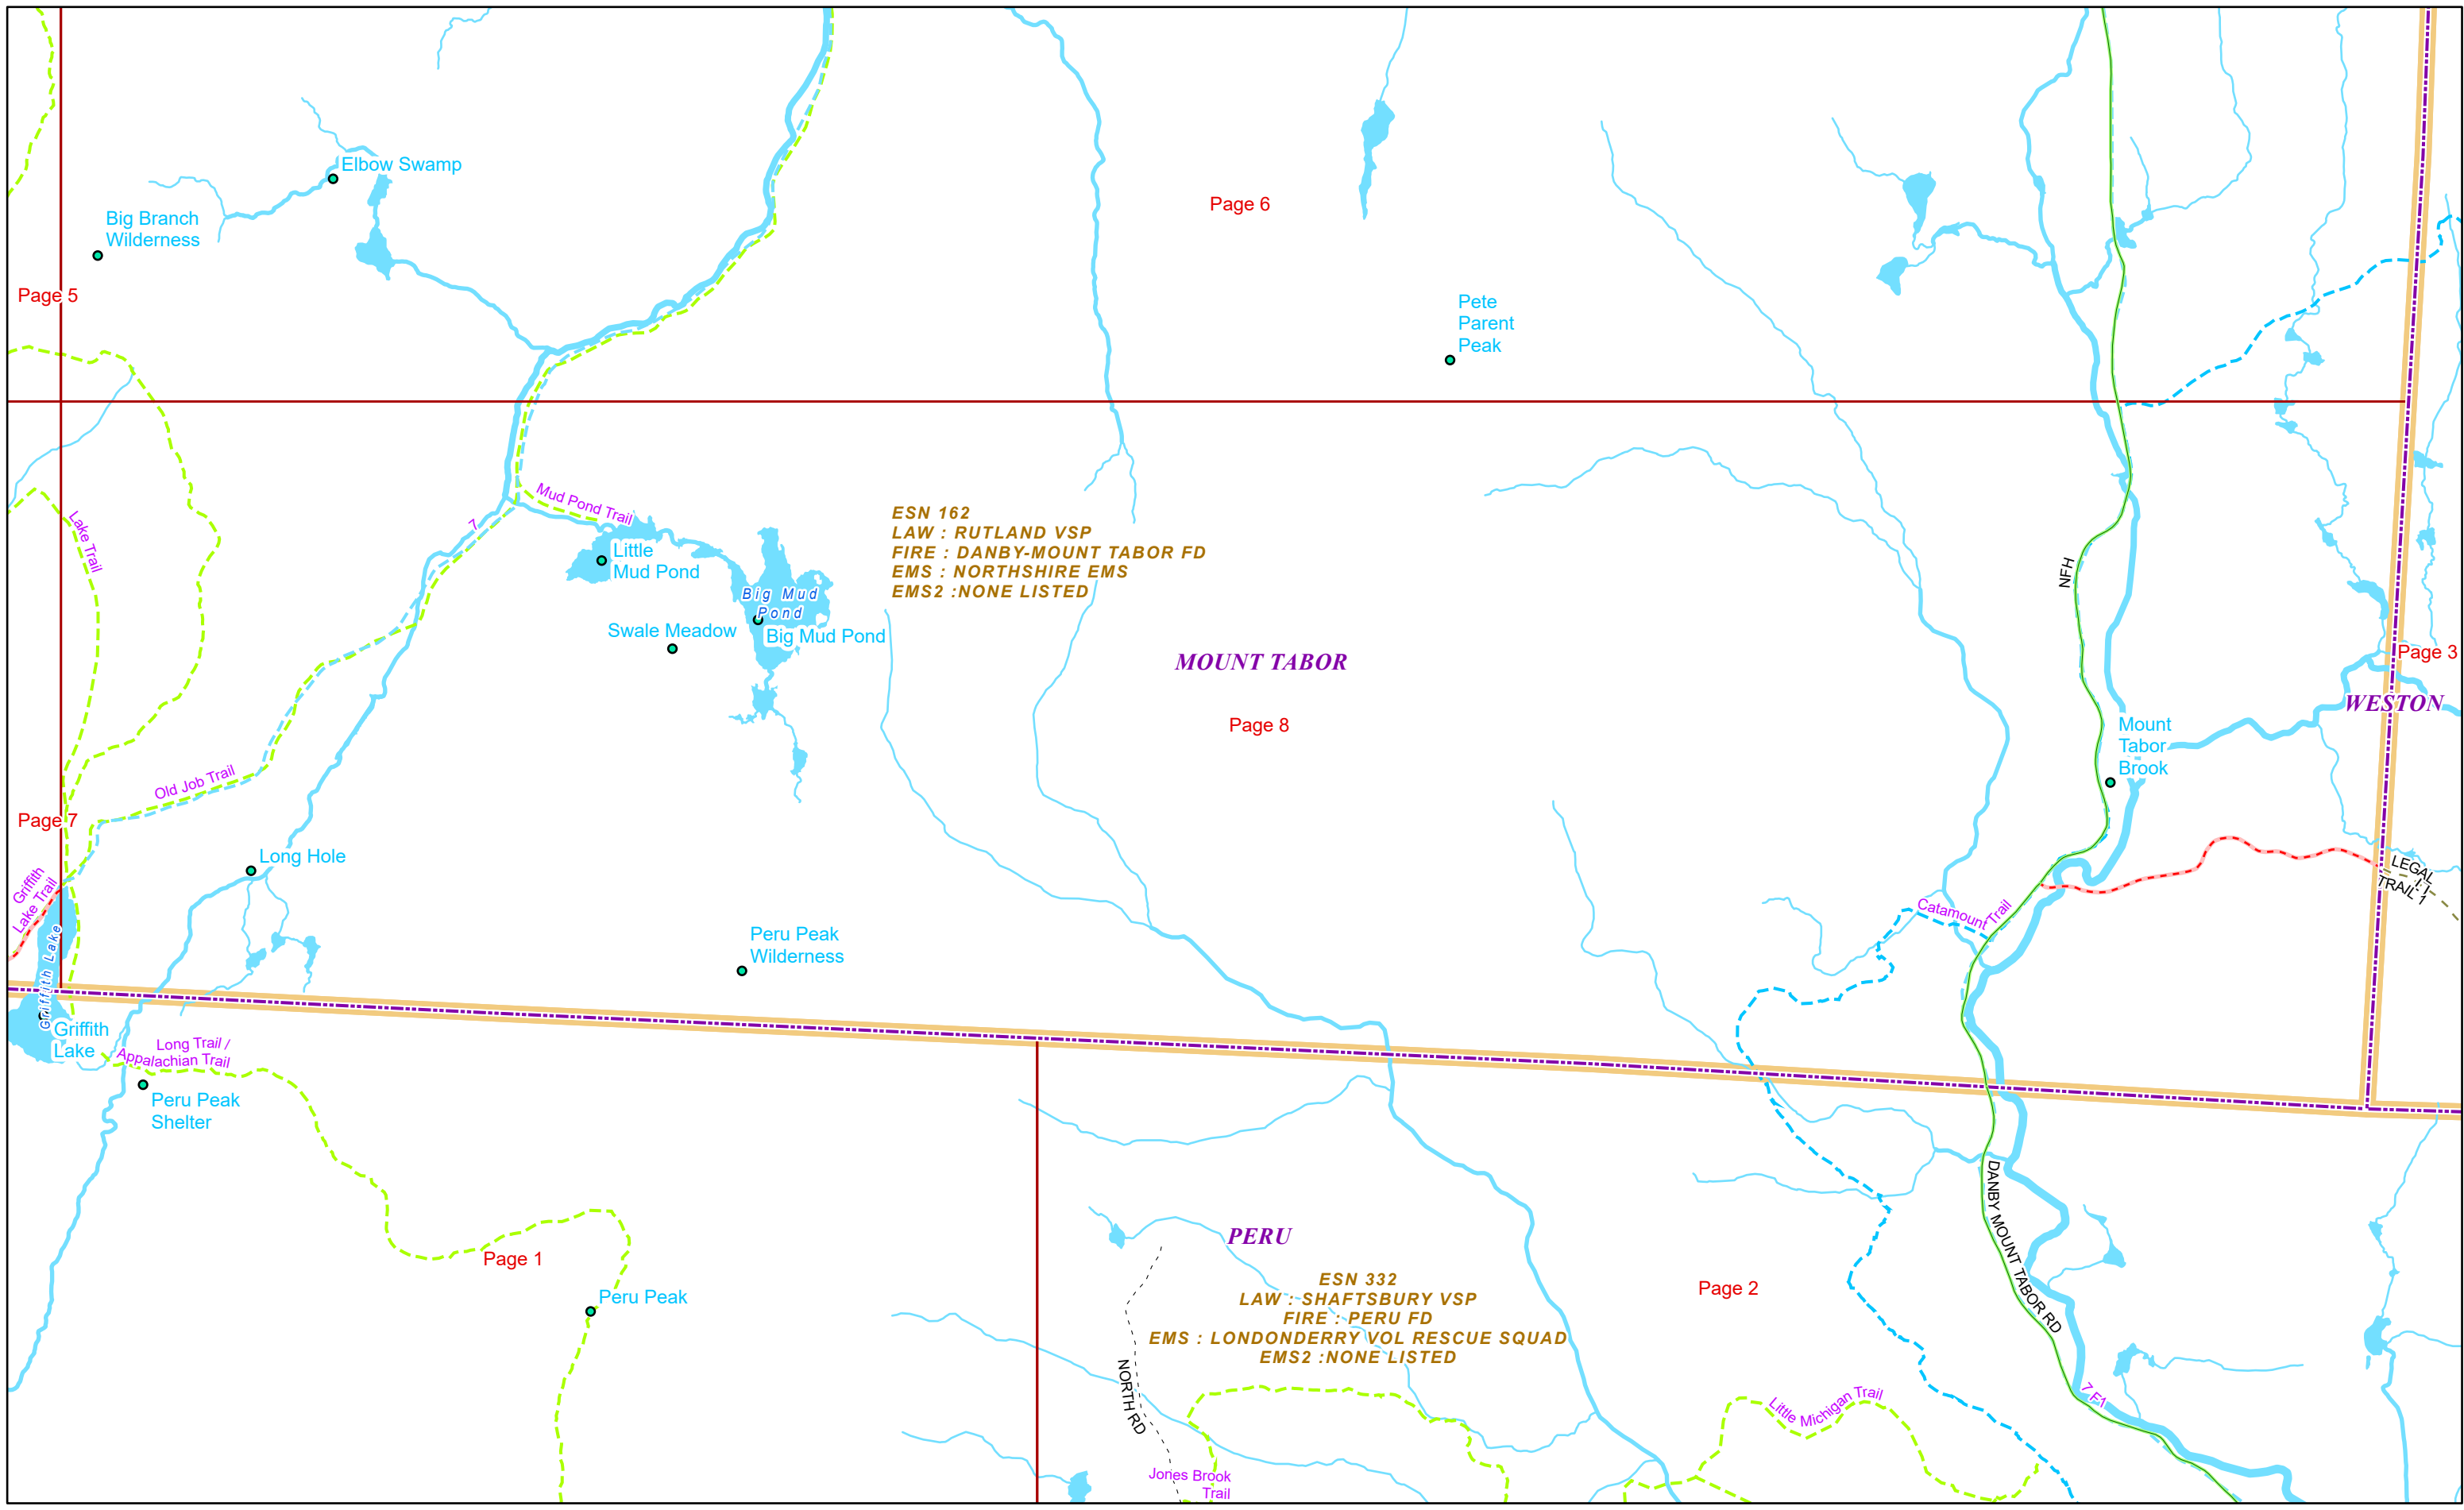 Elbow Swamp
Big Branch
Wilderness
Page 6
Page 5
Pete
Parent
Peak
Mud Pond Trail
7
Lake Trail
ESN 162
LAW : RUTLAND VSP
FIRE : DANBY-MOUNT TABOR FD
EMS : NORTHSHIRE EMS
EMS2 :NONE LISTED
Little
Mud Pond
Big Mud
Pond
Swale Meadow
Big Mud Pond
NFH
MOUNT TABOR
Page 3
WESTON
Page 8
Mount
Tabor
Brook
Old Job Trail
Page 7
Long Hole
Griffith
Lake Trail
LEGAL
TRAIL 1
Catamount Trail
Griffith Lake
Peru Peak
Wilderness
Griffith
Lake
Long Trail /
Appalachian Trail
Peru Peak
Shelter
DANBY MOUNT TABOR RD
PERU
Page 1
Peru Peak
ESN 332
LAW : SHAFTSBURY VSP
FIRE : PERU FD
EMS : LONDONDERRY VOL RESCUE SQUAD
EMS2 :NONE LISTED
Page 2
NORTH RD
Little Michigan Trail
7 F1
Jones Brook
Trail